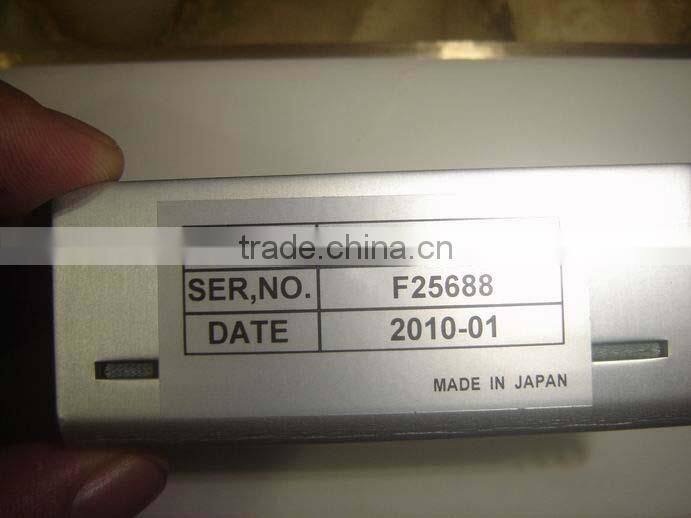 trade.china.cn
SER,NO. F25688
DATE 2010-01
MADE IN JAPAN